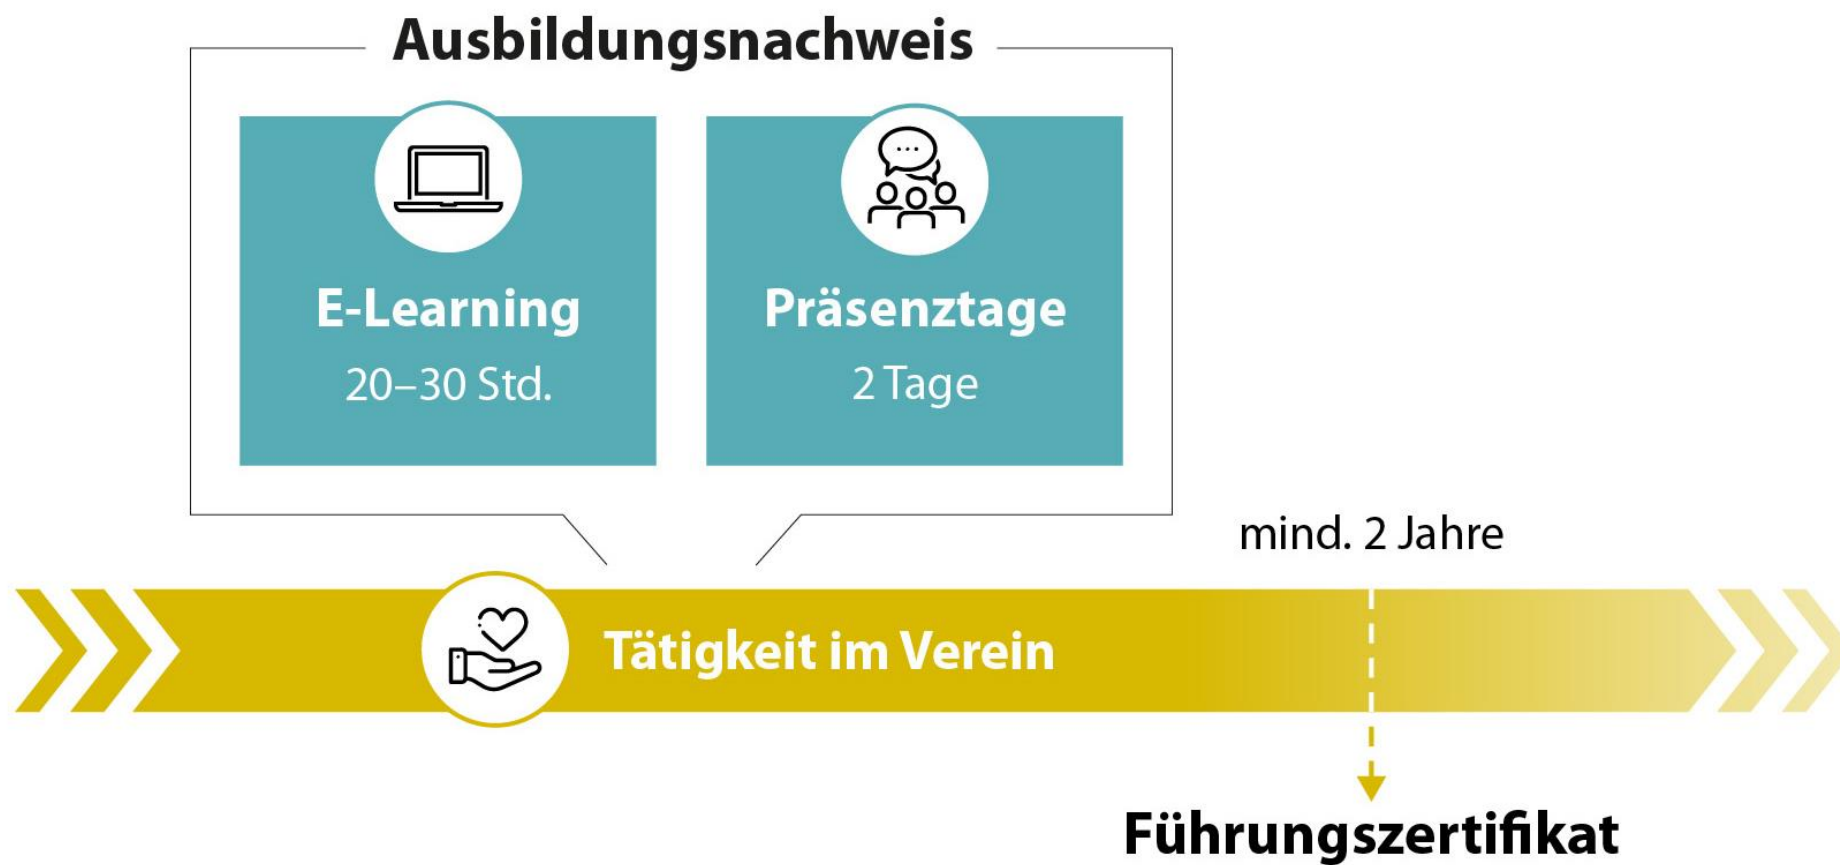 Ausbildungsnachweis
E-Learning
20–30 Std.
Präsenztage
2 Tage
mind. 2 Jahre
Tätigkeit im Verein
Führungszertifikat